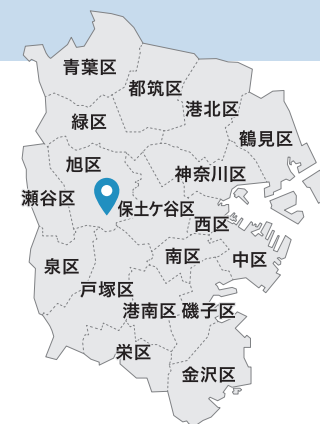 青葉区
都筑区
港北区
緑区
鶴見区
旭区
神奈川区
瀬谷区
保土ケ谷区
西区
泉区
南区
中区
戸塚区
港南区
磯子区
栄区
金沢区